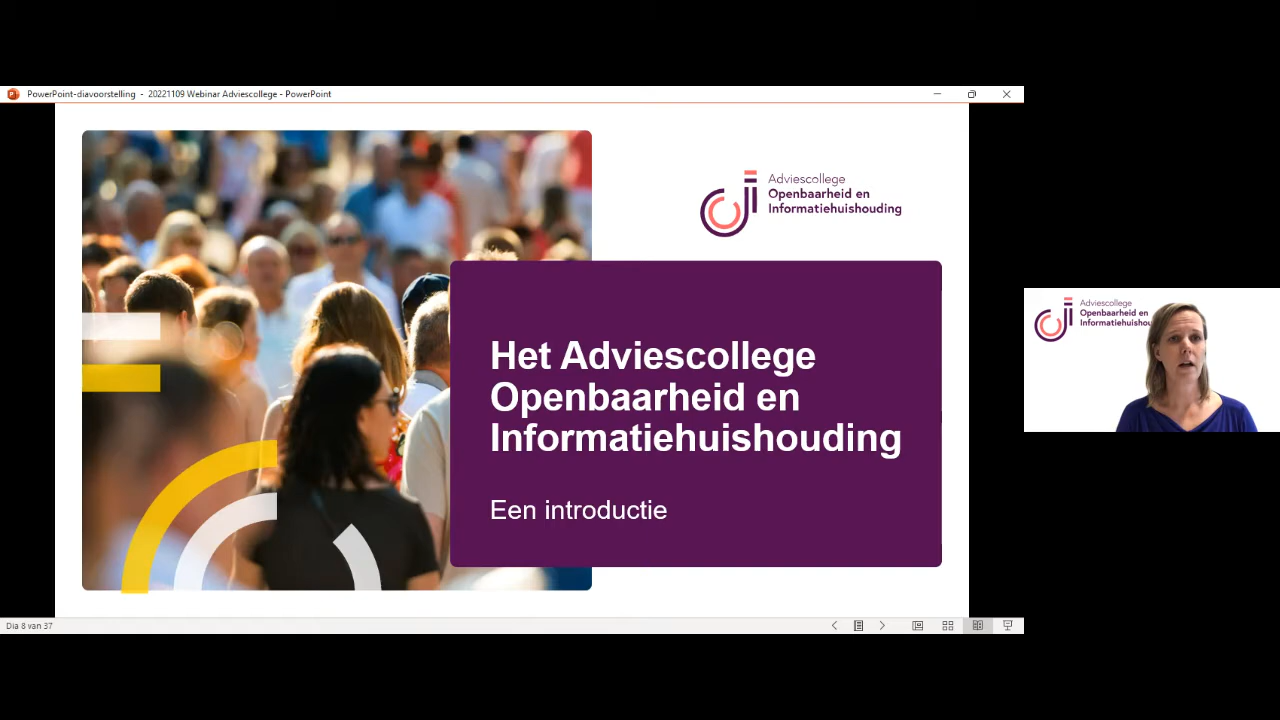 PowerPoint-diavoorstelling - 20221109 Webinar Adviescollege - PowerPoint
Adviescollege
Openbaarheid en
Informatiehuishouding
Het Adviescollege
Openbaarheid en
Informatiehuishouding
Een introductie
Adviescollege
Openbaarheid en
Informatiehuishou
Dia 8 van 37